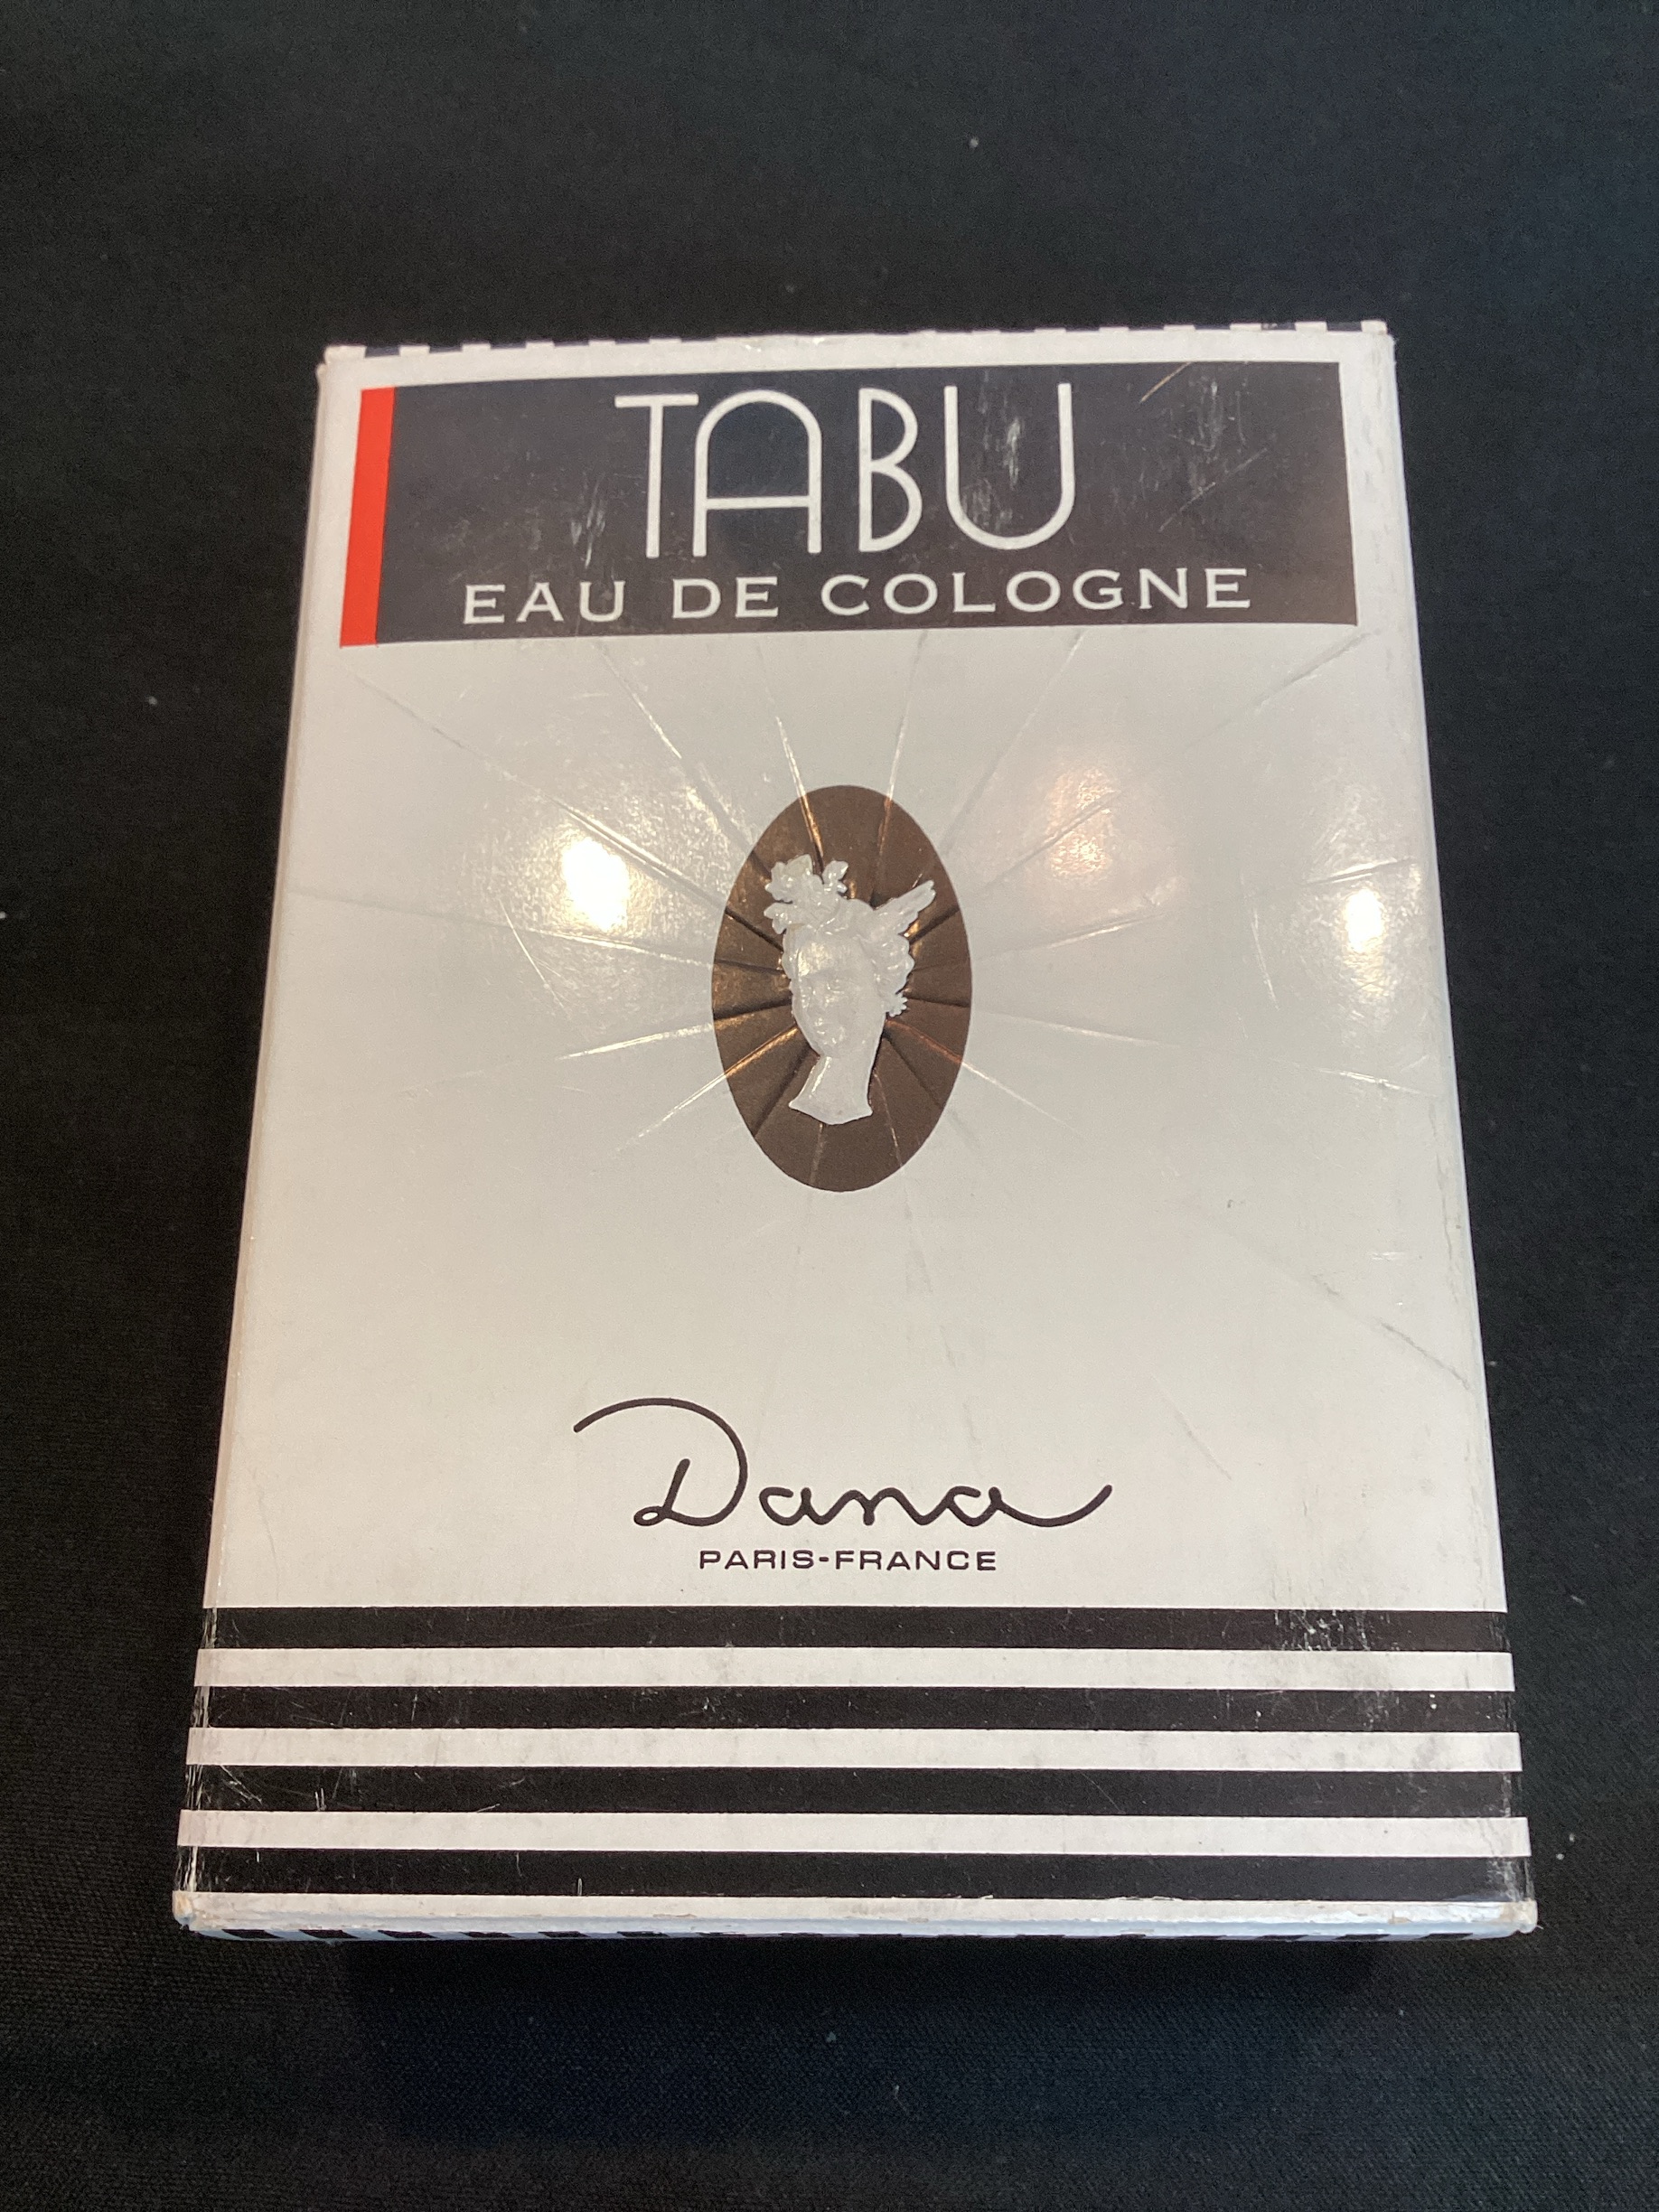 TABU
EAU DE COLOGNE
Dana
PARIS-FRANCE